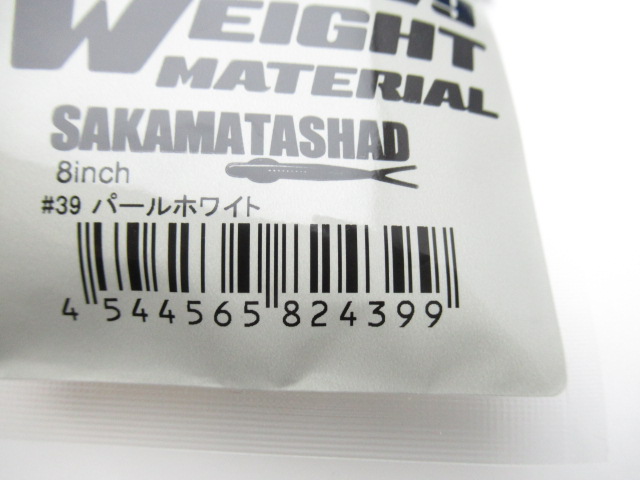 WEIGHT
MATERIAL
SAKAMATASHAD
8inch
#39 パールホワイト
4 544565 824399